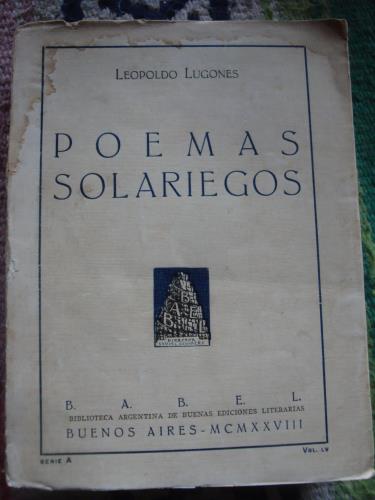 LEOPOLDO LUGONES
POEMAS
SOLARIEGOS
B. A. B. E. L.
BIBLIOTECA ARGENTINA DE BUENAS EDICIONES LITERARIAS
BUENOS AIRES - MCMXXVIII
SERIE A
VOL. LV